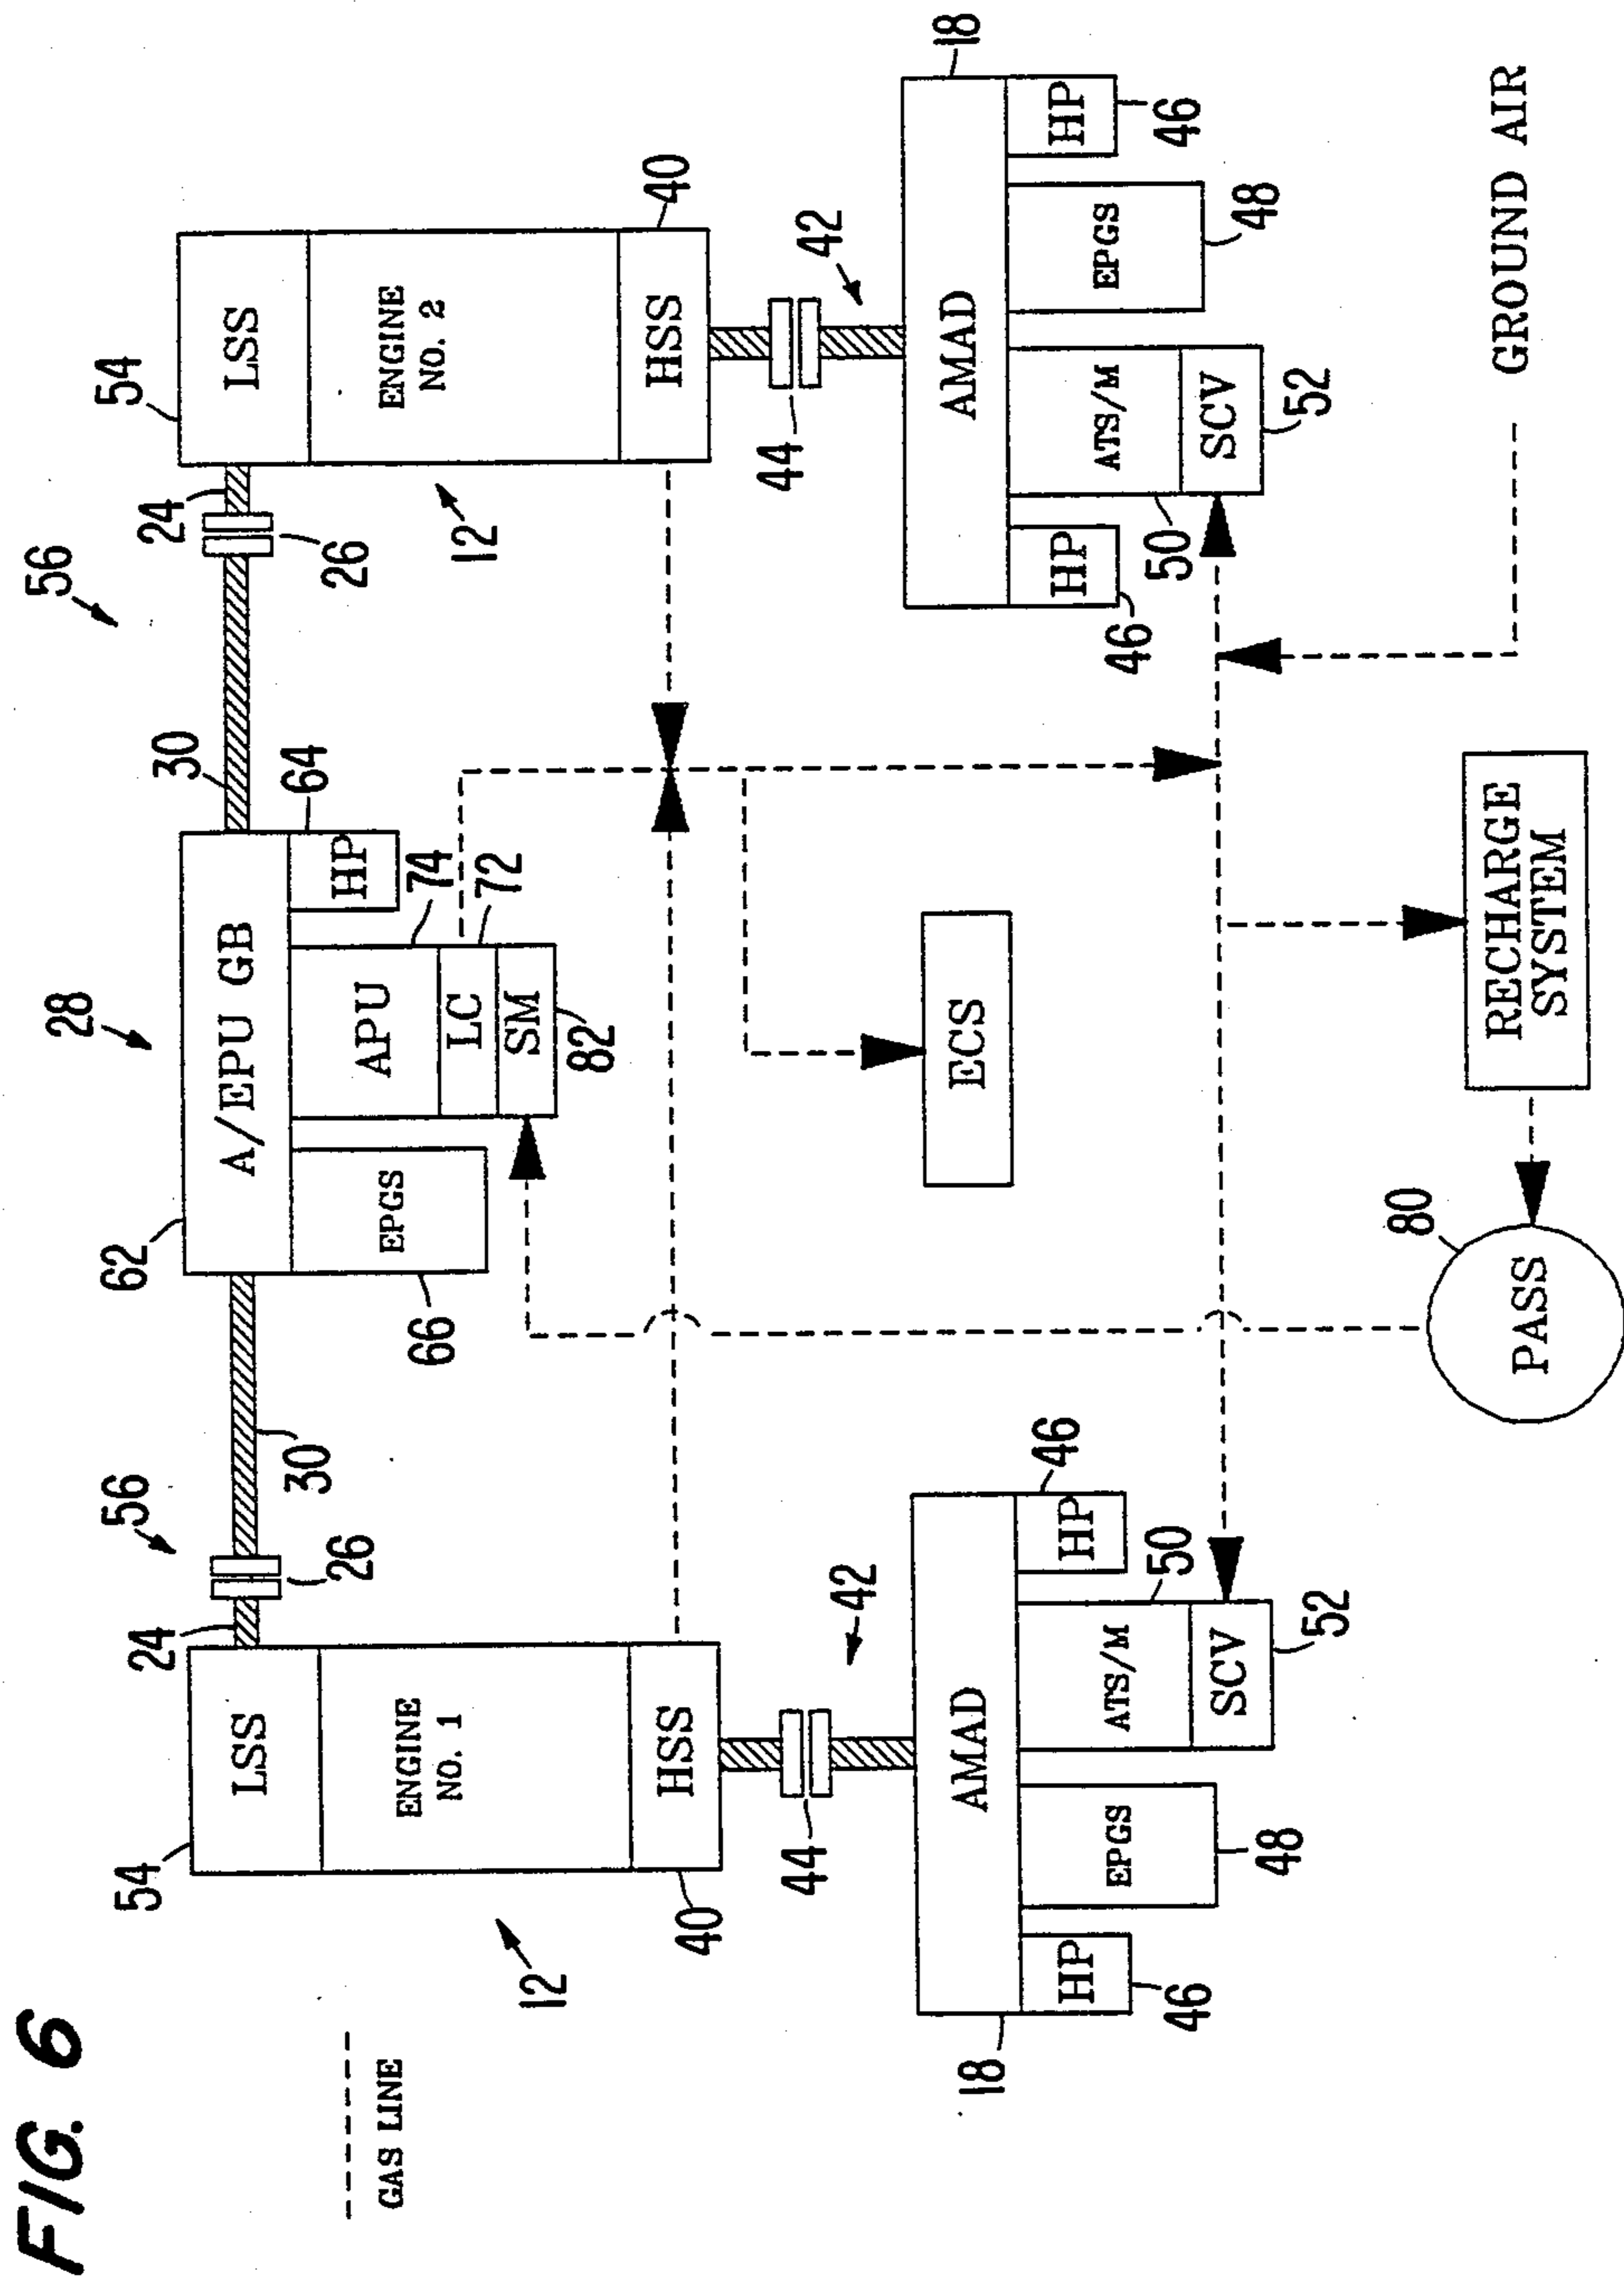 FIG. 6
GAS LINE
56
28
56
54
24
26
30
62
A/EPU GB
64
30
24
26
54
LSS
ENGINE
NO. 1
HSS
40
12
66
EPGS
APU
74
LC
72
SM
82
HP
LSS
ENGINE
NO. 2
HSS
40
12
44
42
ECS
44
42
18
AMAD
HP
46
EPGS
48
ATS/M
50
SCV
52
HP
46
18
AMAD
HP
46
ATS/M
50
SCV
52
EPGS
48
HP
46
80
PASS
RECHARGE
SYSTEM
GROUND AIR